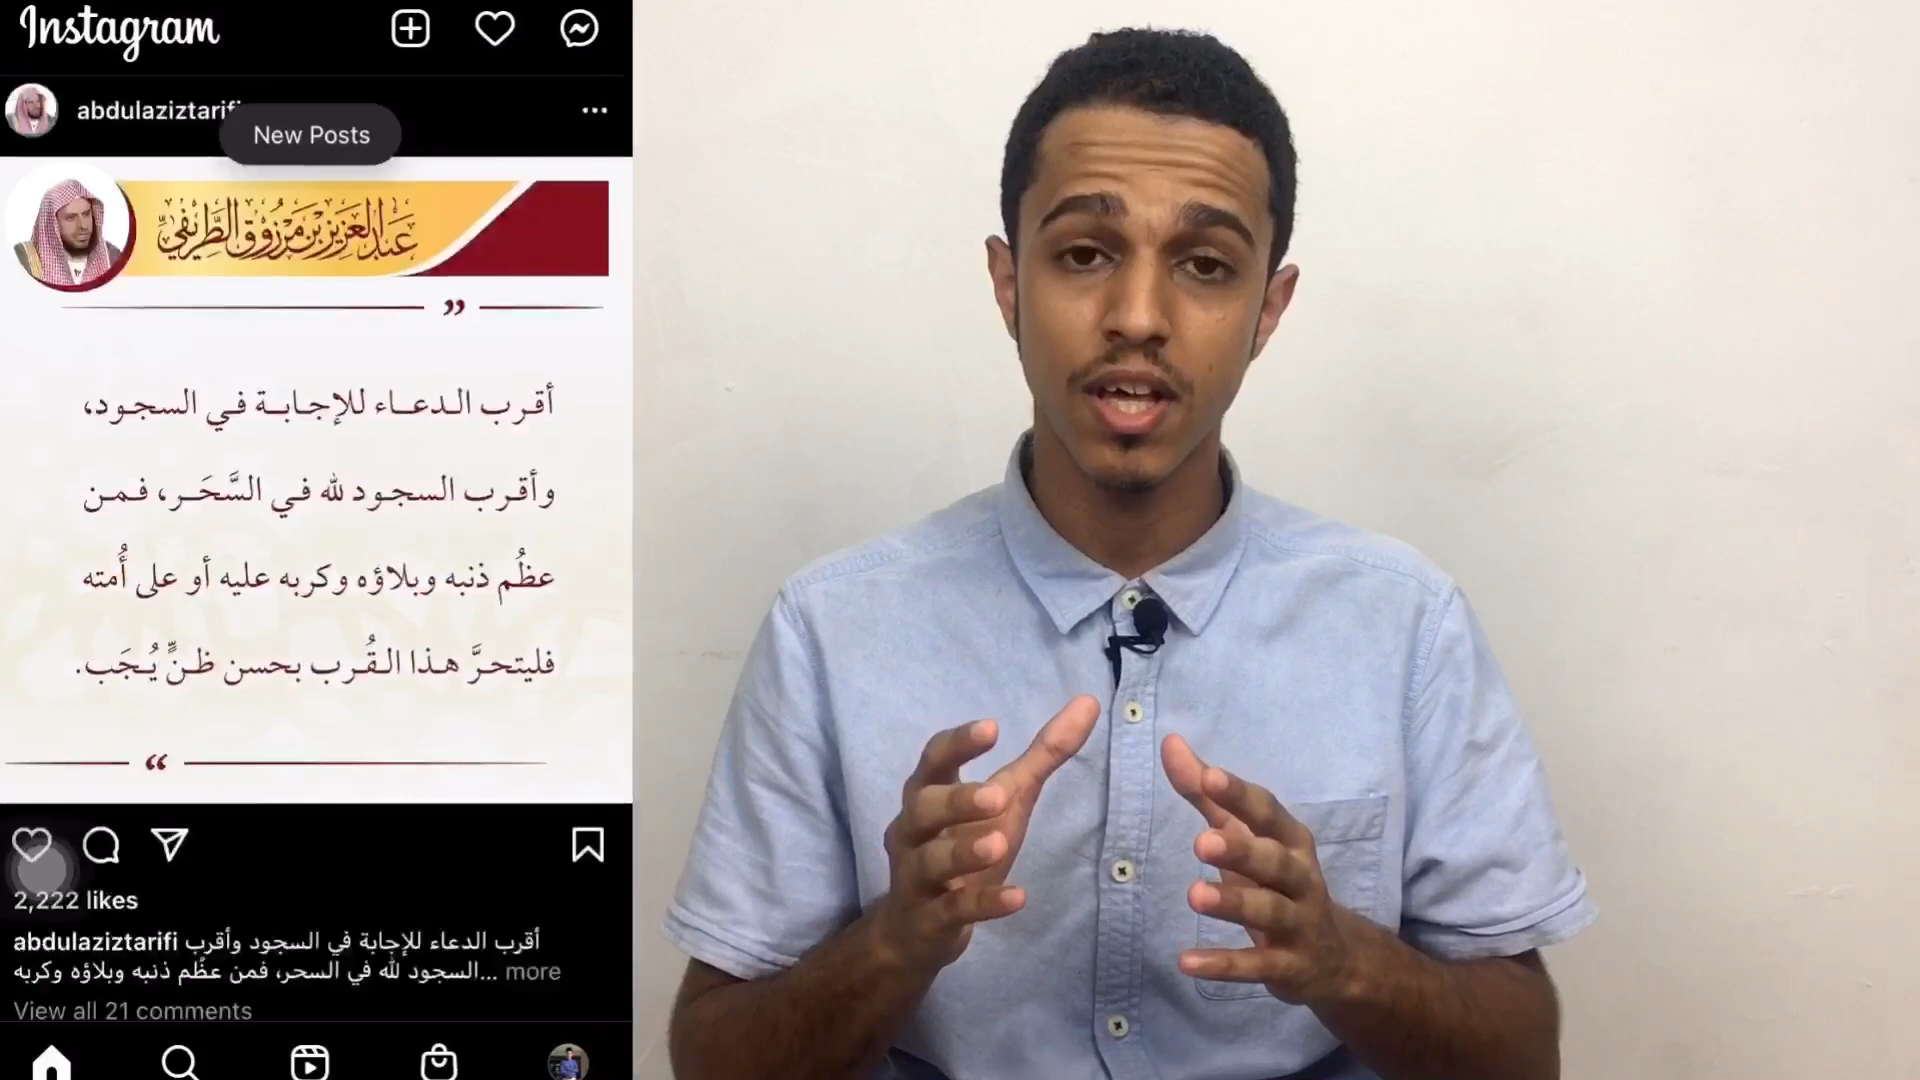 Instagram
abdulaziztarifi
New Posts
عبدالعزيز بن مرزوق الطريفي
أقرب الدعاء للإجابة في السجود،
وأقرب السجود لله في السَّحَر، فمن
عظُم ذنبه وبلاؤه وكربه عليه أو على أُمته
فليتحرَّ هذا القُرب بحسن ظنٍّ يُجَب.
2,222 likes
abdulaziztarifi أقرب الدعاء للإجابة في السجود وأقرب
السجود لله في السحر، فمن عظُم ذنبه وبلاؤه وكربه... more
View all 21 comments